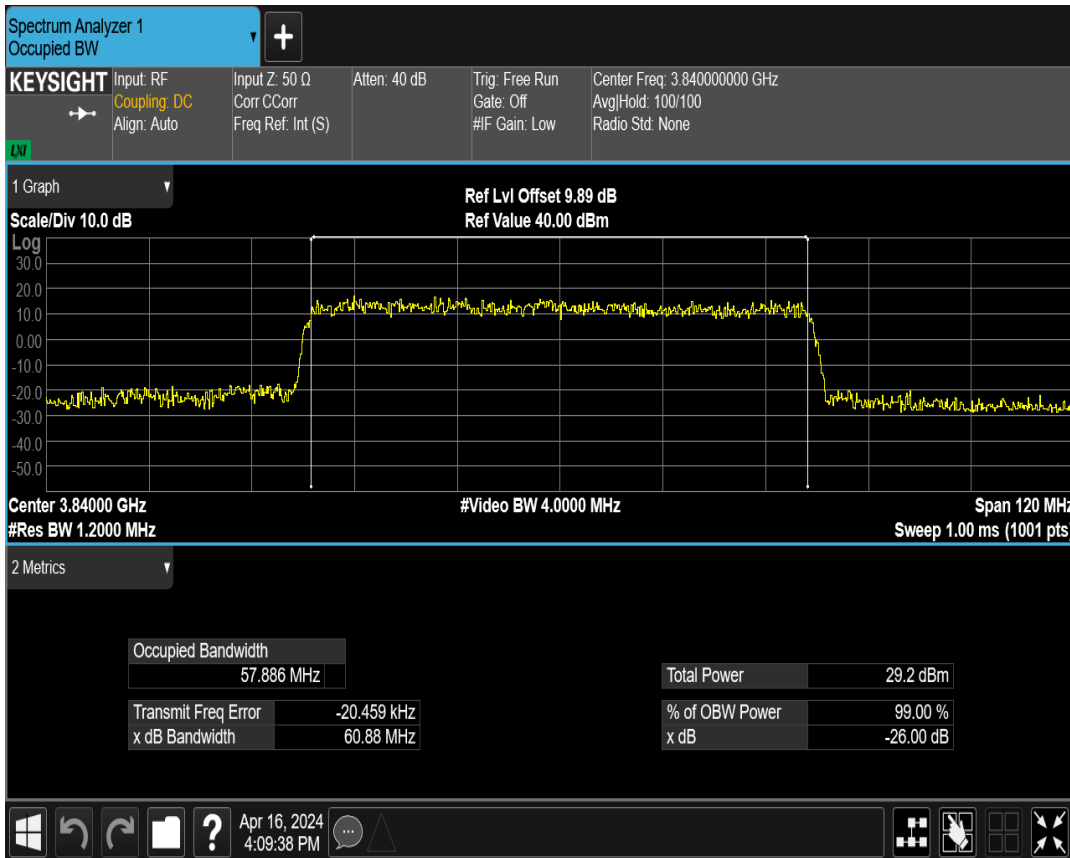 Spectrum Analyzer 1
Occupied BW
KEYSIGHT
LXI
Input: RF
Coupling: DC
Align: Auto
Input Z: 50 Ω
Corr CCorr
Freq Ref: Int (S)
Atten: 40 dB
Trig: Free Run
Gate: Off
#IF Gain: Low
Center Freq: 3.840000000 GHz
Avg|Hold: 100/100
Radio Std: None
1 Graph
Scale/Div 10.0 dB
Ref Lvl Offset 9.89 dB
Ref Value 40.00 dBm
Log
30.0
20.0
10.0
0.00
-10.0
-20.0
-30.0
-40.0
-50.0
Center 3.84000 GHz
#Res BW 1.2000 MHz
#Video BW 4.0000 MHz
Span 120 MHz
Sweep 1.00 ms (1001 pts)
2 Metrics
Occupied Bandwidth
57.886 MHz
Transmit Freq Error -20.459 kHz
x dB Bandwidth 60.88 MHz
Total Power 29.2 dBm
% of OBW Power 99.00 %
x dB -26.00 dB
?
Apr 16, 2024
4:09:38 PM